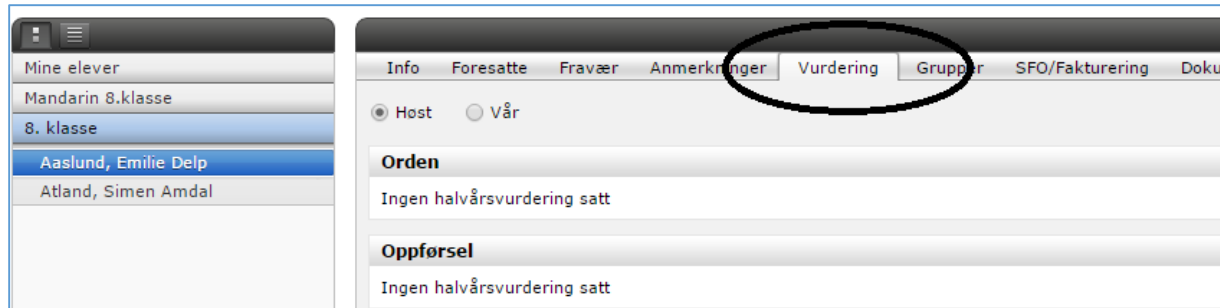 Mine elever
Mandarin 8.klasse
8. klasse
Aaslund, Emilie Delp
Atland, Simen Amdal
Info Foresatte Fravær Anmerkninger Vurdering Grupper SFO/Fakturering Doku
Høst Vår
Orden
Ingen halvårsvurdering satt
Oppførsel
Ingen halvårsvurdering satt